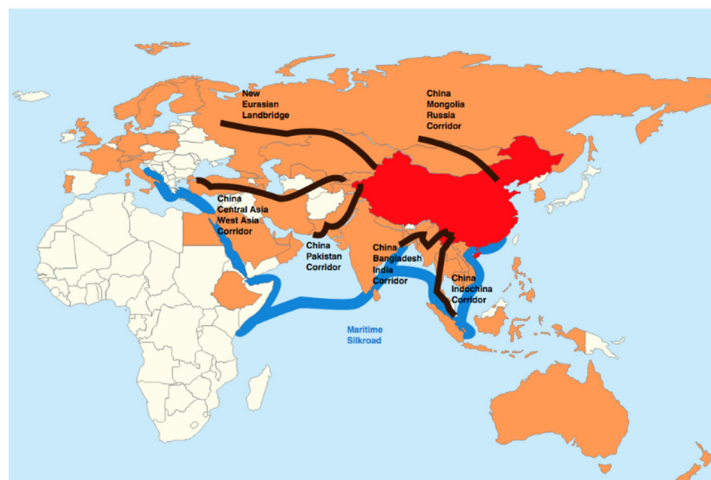 New
Eurasian
Landbridge
China
Mongolia
Russia
Corridor
China
Central Asia
West Asia
Corridor
China
Pakistan
Corridor
China
Bangladesh
India
Corridor
China
Indochina
Corridor
Maritime
Silkroad